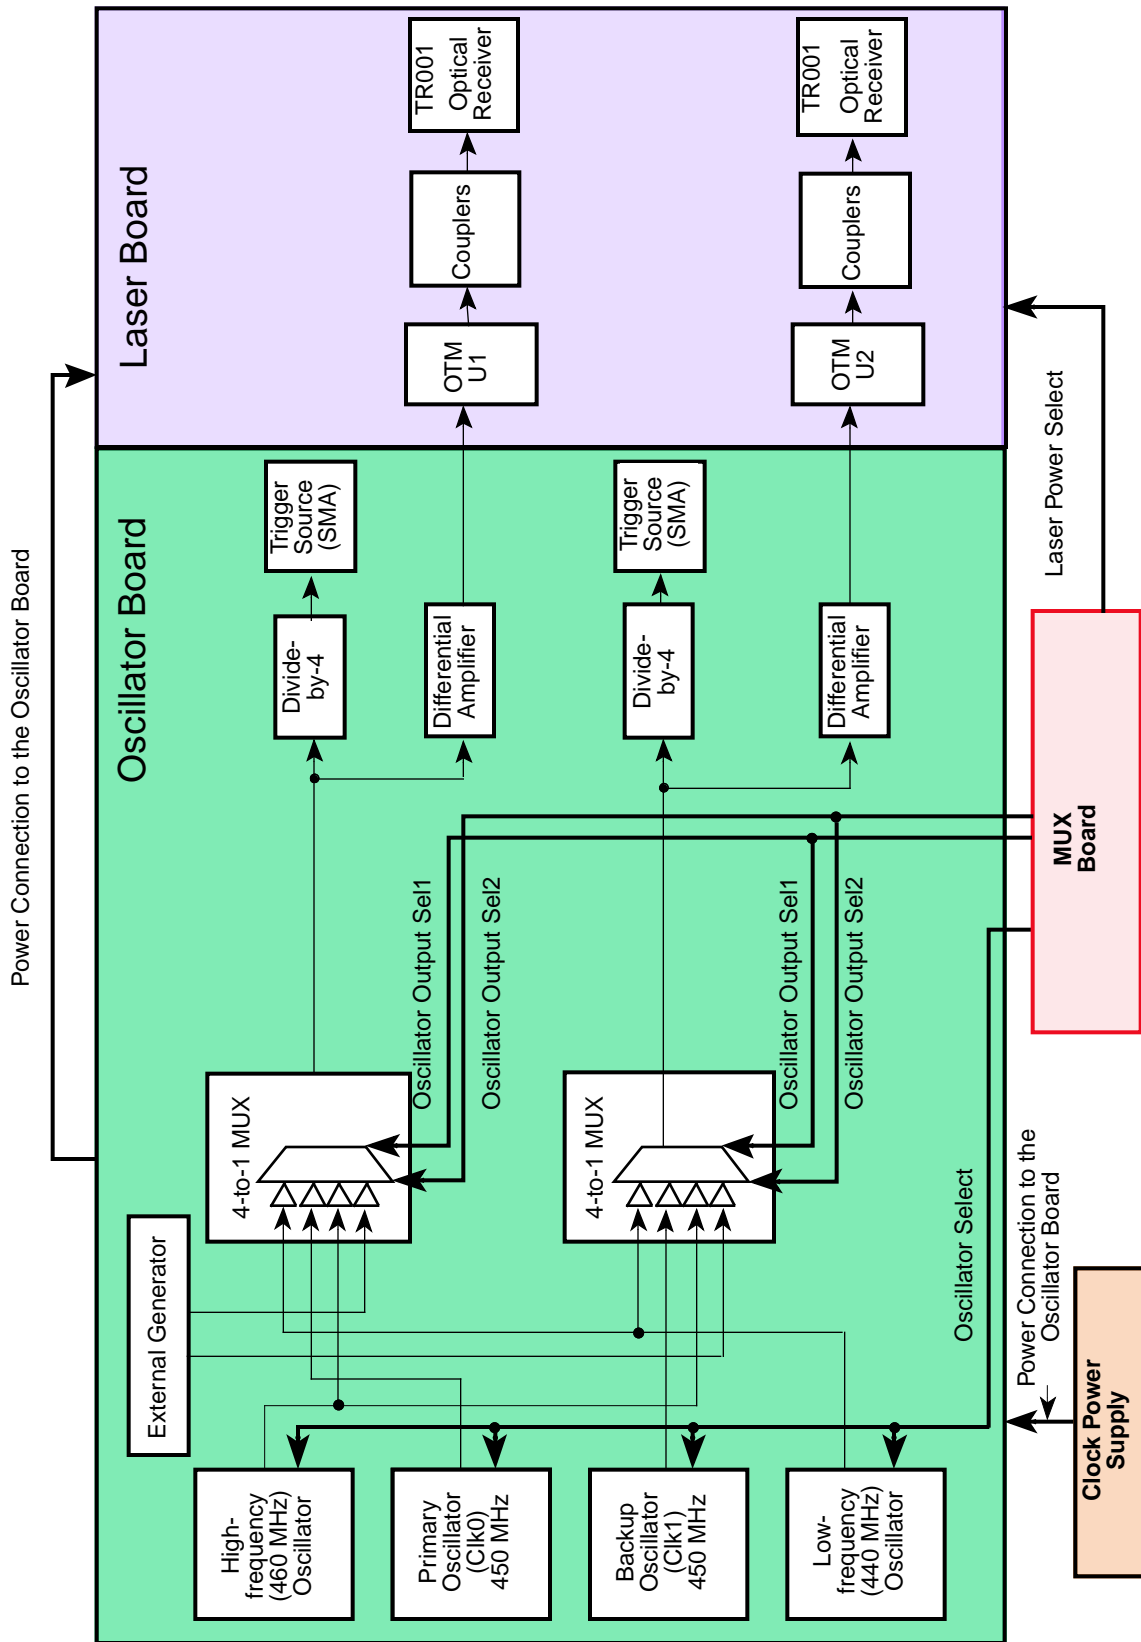 High-
frequency
(460 MHz)
Oscillator
Primary
Oscillator
(Clk0)
450 MHz
Backup
Oscillator
(Clk1)
450 MHz
Low-
frequency
(440 MHz)
Oscillator
External Generator
4-to-1 MUX
4-to-1 MUX
Oscillator Output Sel1
Oscillator Output Sel2
Oscillator Output Sel1
Oscillator Output Sel2
Oscillator Select
Power Connection to the
Oscillator Board
Clock Power
Supply
MUX
Board
Laser Power Select
Power Connection to the Oscillator Board
Oscillator Board
Divide-
by-4
Trigger
Source
(SMA)
Differential
Amplifier
Divide-
by-4
Trigger
Source
(SMA)
Differential
Amplifier
Laser Board
OTM
U1
Couplers
TR001
Optical
Receiver
OTM
U2
Couplers
TR001
Optical
Receiver